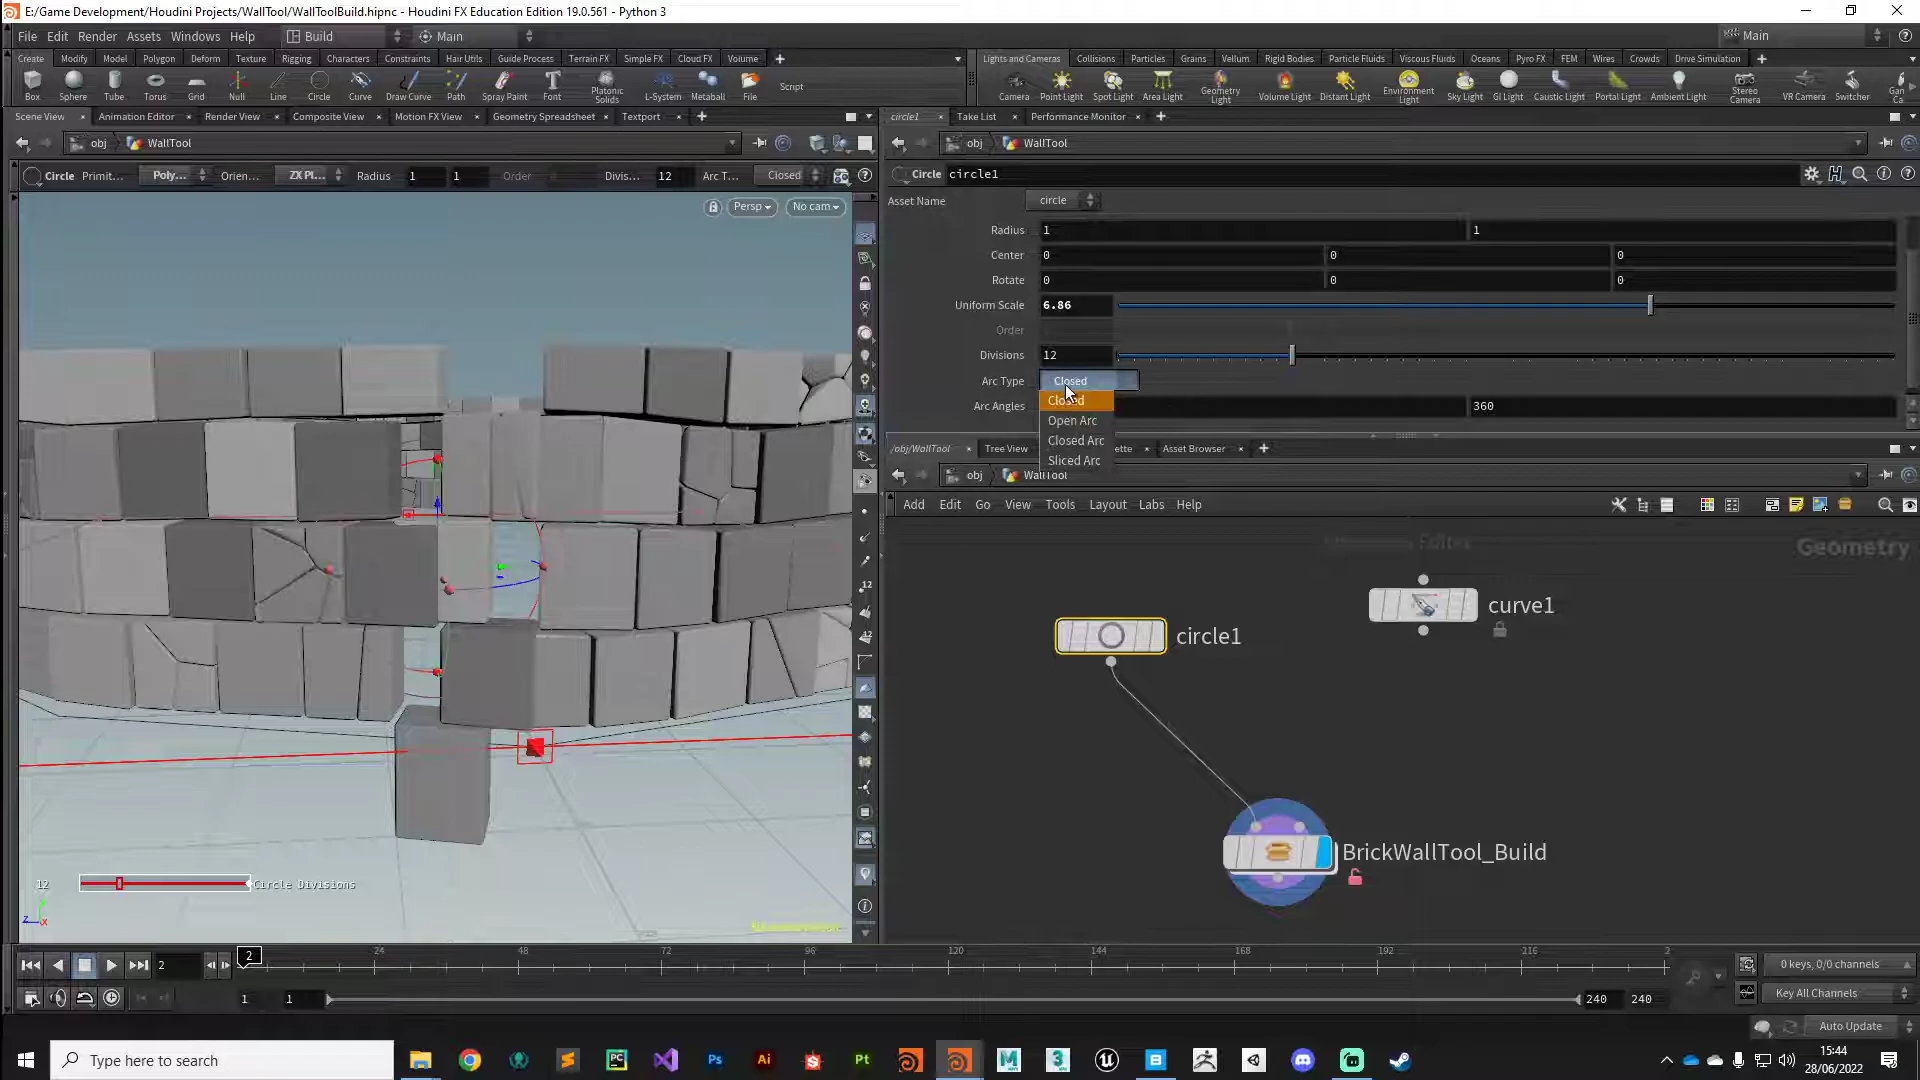 E:/Game Development/Houdini Projects/WallTool/WallToolBuild.hipnc - Houdini FX Education Edition 19.0.561 - Python 3
File Edit Render Assets Windows Help Build Main Main
Create Modify Model Polygon Deform Texture Rigging Characters Constraints Hair Utils Guide Process Terrain FX Simple FX Cloud FX Volume
Lights and Cameras Collisions Particles Grains Vellum Rigid Bodies Particle Fluids Viscous Fluids Oceans Pyro FX FEM Wires Crowds Drive Simulation
Box Sphere Tube Torus Grid Null Line Circle Curve Draw Curve Path Spray Paint Font Platonic Solids L-System Metaball File Script
Camera Point Light Spot Light Area Light Geometry Light Volume Light Distant Light Environment Light Sky Light GI Light Caustic Light Portal Light Ambient Light Stereo Camera VR Camera Switcher Gan Ca
Scene View Animation Editor Render View Composite View Motion FX View Geometry Spreadsheet Textport
circle1 Take List Performance Monitor
obj WallTool
obj WallTool
Circle Primit... Poly... Orien... ZX Pl... Radius 1 1 Order Divis... 12 Arc T... Closed
Circle circle1
Asset Name circle
Persp No cam
Radius 1 1
Center 0 0 0
Rotate 0 0 0
Uniform Scale 6.86
Order
Divisions 12
Arc Type Closed
Closed
Arc Angles 360
Open Arc
Closed Arc
Sliced Arc
/obj/WallTool Tree View ette Asset Browser
obj WallTool
Add Edit Go View Tools Layout Labs Help
Geometry
curve1
circle1
BrickWallTool_Build
12 Circle Divisions
z x
2 2 24 48 72 96 120 144 168 192 216 2
0 keys, 0/0 channels
1 1 240 240
Key All Channels
Auto Update
Type here to search
15:44
28/06/2022